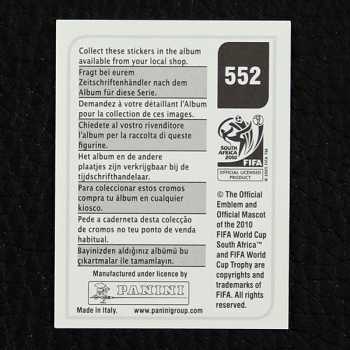 Collect these stickers in the album
available from your local shop.
Fragt bei eurem
Zeitschriftenhändler nach dem
Album für diese Serie.
Demandez à votre détaillant l'Album
pour la collection de ces images.
Chiedete al vostro rivenditore
l'album per la raccolta di queste
figurine.
Het album en de andere
plaatjes zijn verkrijgbaar bij de
tijdschrifthandelaar.
Para coleccionar estos cromos
compra tu álbum en cualquier
kiosco.
Pede a caderneta desta colecção
de cromos no teu ponto de venda
habitual.
Bayinizden aldığınız albümü bu
çıkartmalar ile tamamlayın.
Manufactured under licence by
PANINI
Made in Italy. www.paninigroup.com
552
SOUTH AFRICA
2010
FIFA
OFFICIAL LICENSED
PRODUCT
© The Official
Emblem and
Official Mascot
of the 2010
FIFA World Cup
South Africa™
and FIFA World
Cup Trophy are
copyrights and
trademarks of
FIFA. All rights
reserved.